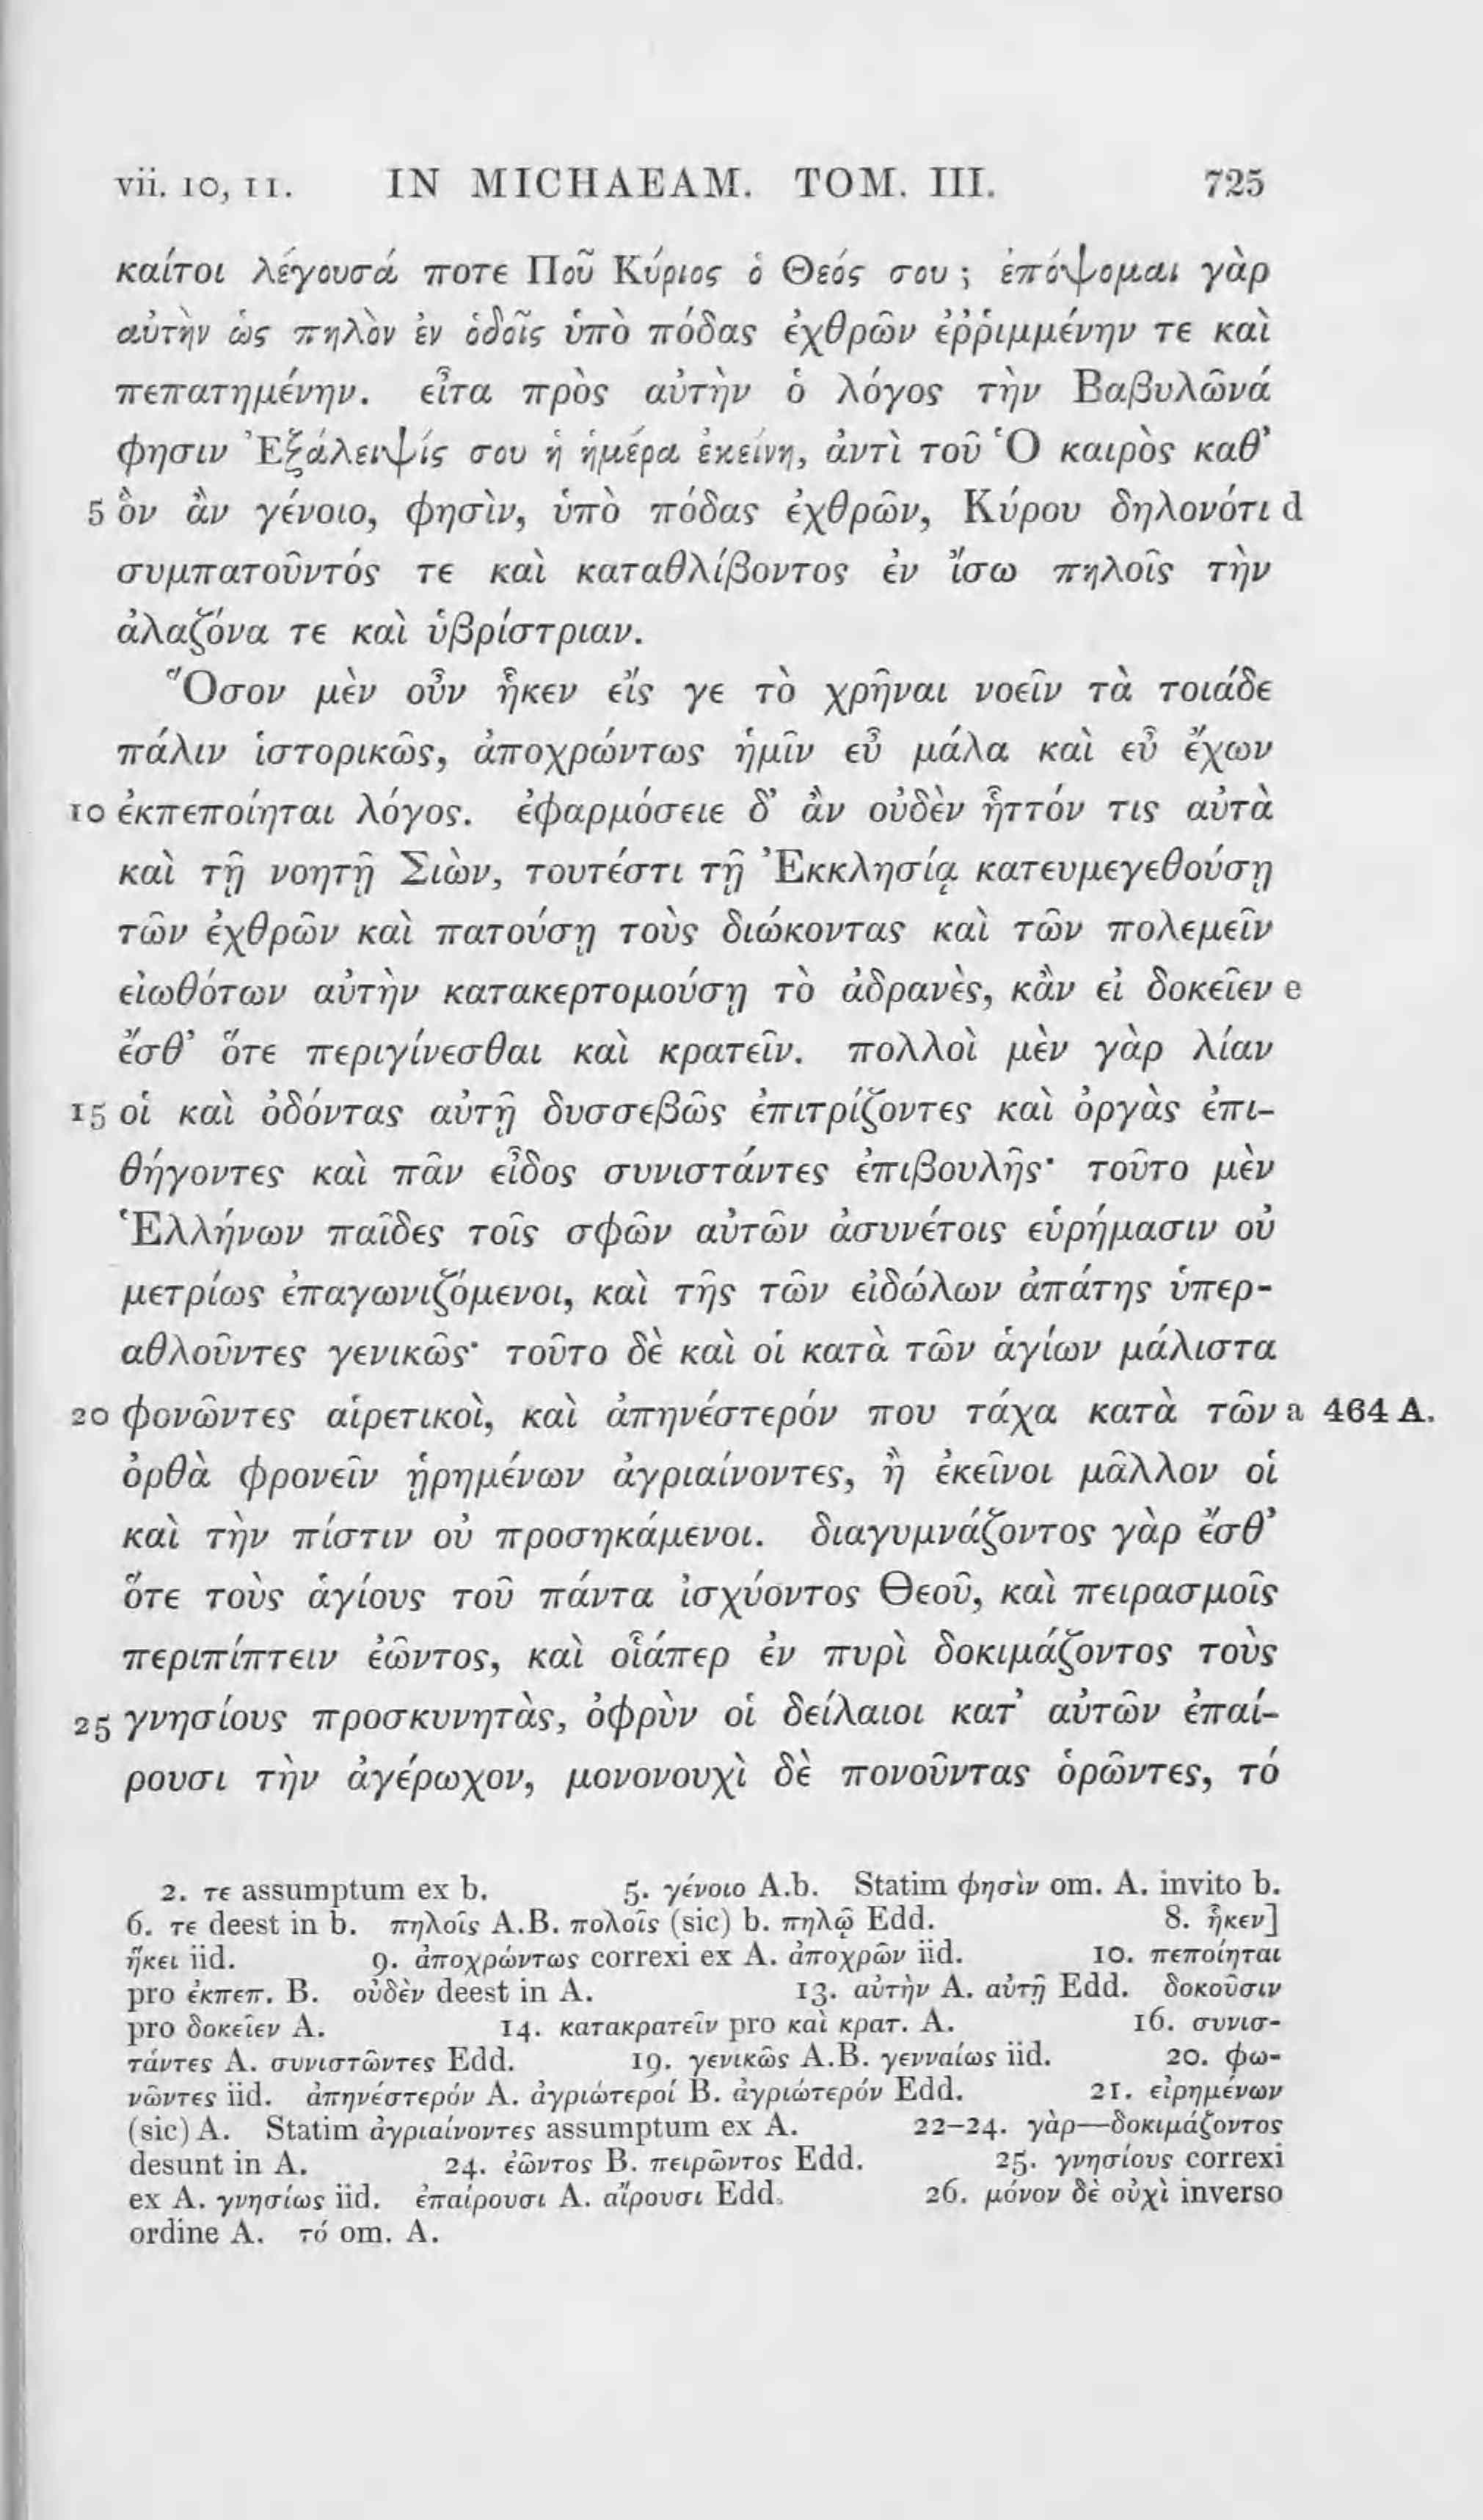 vii. 10, 11. IN MICHAEAM. TOM. III. 725
καίτοι λέγουσά ποτε Ποῦ Κύριος ὁ Θεός σου ; ἐπόψομαι γὰρ
αὐτὴν ὡς πηλὸν ἐν ὁδοῖς ὑπὸ πόδας ἐχθρῶν ἐῤῥιμμένην τε καὶ
πεπατημένην. εἶτα πρὸς αὐτὴν ὁ λόγος τὴν Βαβυλῶνά
φησιν Ἐξάλειψίς σου ἡ ἡμέρα ἐκείνη, ἀντὶ τοῦ Ὁ καιρὸς καθ’
5 ὃν ἂν γένοιο, φησὶν, ὑπὸ πόδας ἐχθρῶν, Κύρου δηλονότι d
συμπατοῦντός τε καὶ καταθλίβοντος ἐν ἴσω πηλοῖς τὴν
ἀλαζόνα τε καὶ ὑβρίστριαν.
Ὅσον μὲν οὖν ἧκεν εἴς γε τὸ χρῆναι νοεῖν τὰ τοιάδε
πάλιν ἱστορικῶς, ἀποχρώντως ἡμῖν εὖ μάλα καὶ εὖ ἔχων
10 ἐκπεποίηται λόγος. ἐφαρμόσειε δ’ ἂν οὐδὲν ἧττόν τις αὐτὰ
καὶ τῇ νοητῇ Σιὼν, τουτέστι τῇ Ἐκκλησίᾳ κατευμεγεθούσῃ
τῶν ἐχθρῶν καὶ πατούσῃ τοὺς διώκοντας καὶ τῶν πολεμεῖν
εἰωθότων αὐτὴν κατακερτομούσῃ τὸ ἀδρανὲς, κἂν εἰ δοκεῖεν e
ἔσθ’ ὅτε περιγίνεσθαι καὶ κρατεῖν. πολλοὶ μὲν γὰρ λίαν
15 οἱ καὶ ὀδόντας αὐτῇ δυσσεβῶς ἐπιτρίζοντες καὶ ὀργὰς ἐπι-
θήγοντες καὶ πᾶν εἶδος συνιστάντες ἐπιβουλῆς· τοῦτο μὲν
Ἑλλήνων παῖδες τοῖς σφῶν αὐτῶν ἀσυνέτοις εὑρήμασιν οὐ
μετρίως ἐπαγωνιζόμενοι, καὶ τῆς τῶν εἰδώλων ἀπάτης ὑπερ-
αθλοῦντες γενικῶς· τοῦτο δὲ καὶ οἱ κατὰ τῶν ἁγίων μάλιστα
20 φονῶντες αἱρετικοὶ, καὶ ἀπηνέστερόν που τάχα κατὰ τῶν a 464 A.
ὀρθὰ φρονεῖν ᾑρημένων ἀγριαίνοντες, ἢ ἐκεῖνοι μᾶλλον οἱ
καὶ τὴν πίστιν οὐ προσηκάμενοι. διαγυμνάζοντος γὰρ ἔσθ’
ὅτε τοὺς ἁγίους τοῦ πάντα ἰσχύοντος Θεοῦ, καὶ πειρασμοῖς
περιπίπτειν ἐῶντος, καὶ οἷάπερ ἐν πυρὶ δοκιμάζοντος τοὺς
25 γνησίους προσκυνητὰς, ὀφρὺν οἱ δείλαιοι κατ’ αὐτῶν ἐπαί-
ρουσι τὴν ἀγέρωχον, μονονουχὶ δὲ πονοῦντας ὁρῶντες, τό
2. τε assumptum ex b. 5. γένοιο A.b. Statim φησὶν om. A. invito b.
6. τε deest in b. πηλοῖς A.B. πολοῖς (sic) b. πηλῷ Edd. 8. ἧκεν]
ἥκει iid. 9. ἀποχρώντως correxi ex A. ἀποχρῶν iid. 10. πεποίηται
pro ἐκπεπ. B. οὐδὲν deest in A. 13. αὐτὴν A. αὐτῇ Edd. δοκοῦσιν
pro δοκεῖεν A. 14. κατακρατεῖν pro καὶ κρατ. A. 16. συνισ-
τάντες A. συνιστῶντες Edd. 19. γενικῶς A.B. γενναίως iid. 20. φω-
νῶντες iid. ἀπηνέστερόν A. ἀγριώτεροί B. ἀγριώτερόν Edd. 21. εἰρημένων
(sic) A. Statim ἀγριαίνοντες assumptum ex A. 22–24. γὰρ—δοκιμάζοντος
desunt in A. 24. ἐῶντος B. πειρῶντος Edd. 25. γνησίους correxi
ex A. γνησίως iid. ἐπαίρουσι A. αἴρουσι Edd. 26. μόνον δὲ οὐχὶ inverso
ordine A. τό om. A.